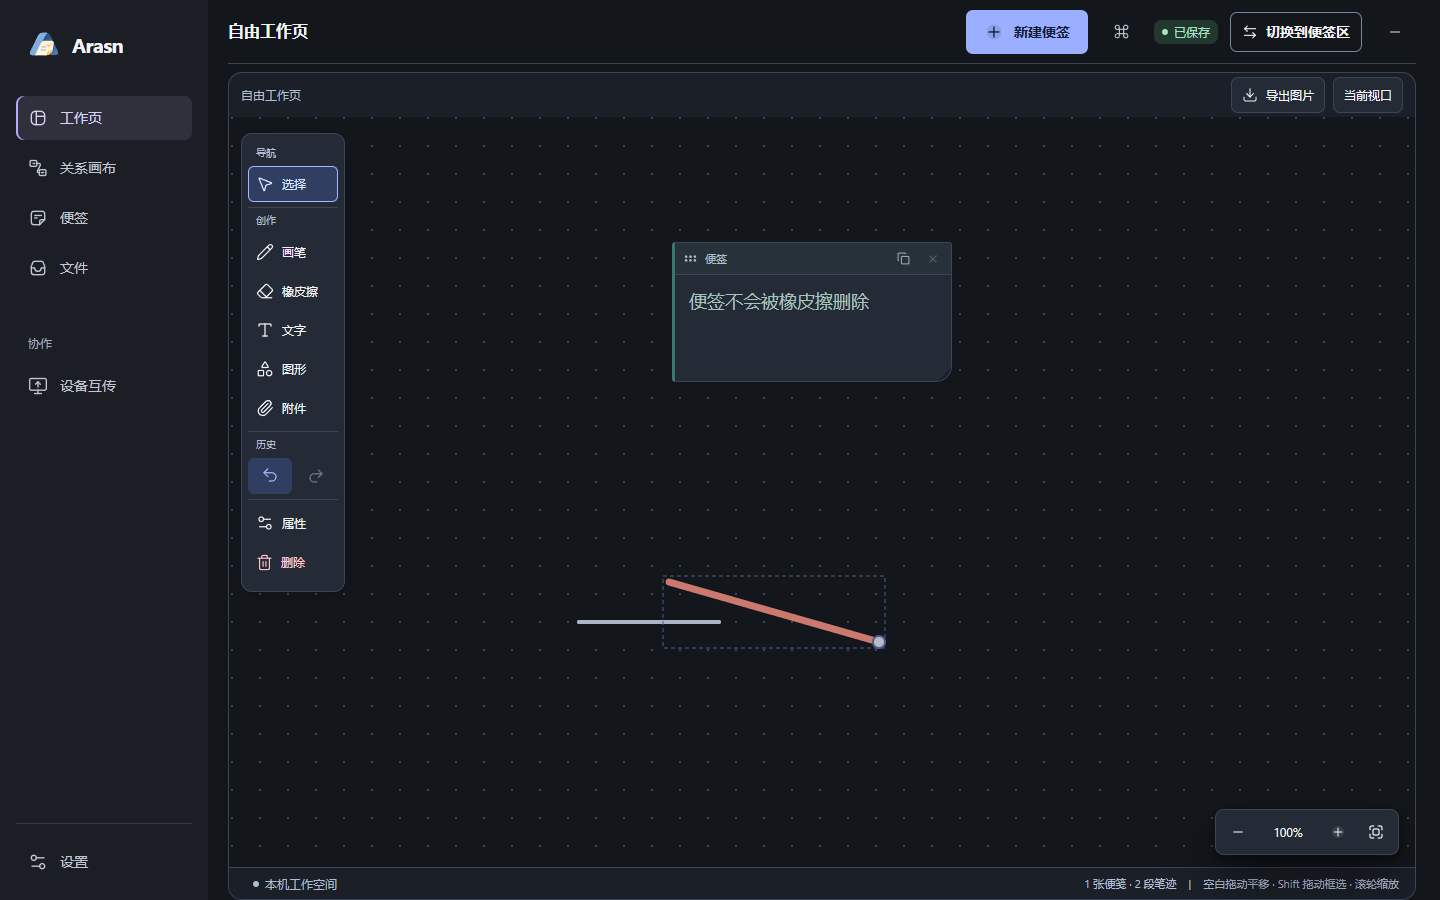 Arasn
工作页
关系画布
便签
文件
协作
设备互传
设置
自由工作页
新建便签
已保存
切换到便签区
自由工作页
导出图片
当前视口
导航
选择
创作
画笔
橡皮擦
文字
图形
附件
历史
属性
删除
便签
便签不会被橡皮擦删除
100%
本机工作空间
1 张便笺 · 2 段笔迹 | 空白拖动平移 · Shift 拖动框选 · 滚轮缩放